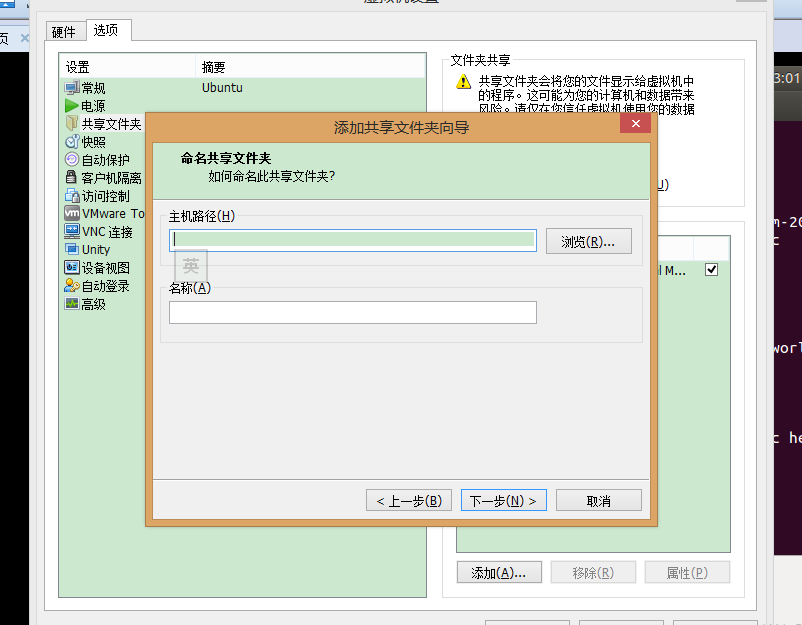 硬件
选项
页
设置
摘要
常规
Ubuntu
电源
共享文件夹
快照
自动保护
客户机隔离
访问控制
VMware To
VNC 连接
Unity
设备视图
自动登录
高级
文件夹共享
共享文件夹会将您的文件显示给虚拟机中
的程序。这可能为您的计算机和数据带来
风险。请仅在您信任虚拟机使用您的数据
U)
l M...
添加共享文件夹向导
命名共享文件夹
如何命名此共享文件夹?
主机路径(H)
浏览(R)...
英
名称(A)
< 上一步(B)
下一步(N) >
取消
添加(A)...
移除(R)
属性(P)
3:01
m-20
c
worl
c he